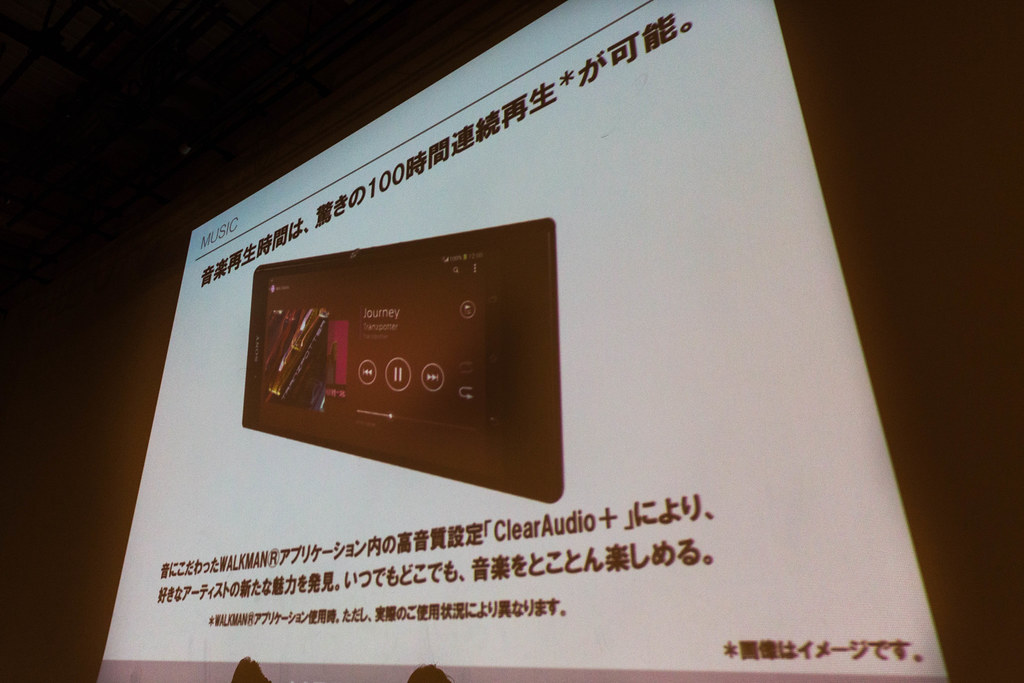 MUSIC
音楽再生時間は、驚きの100時間連続再生*が可能。
SONY
100%
Journey
Transporter
音にこだわったWALKMAN®アプリケーション内の高音質設定「ClearAudio+」により、
好きなアーティストの新たな魅力を発見。いつでもどこでも、音楽をとことん楽しめる。
*WALKMAN®アプリケーション使用時。ただし、実際のご使用状況により異なります。
*画像はイメージです。